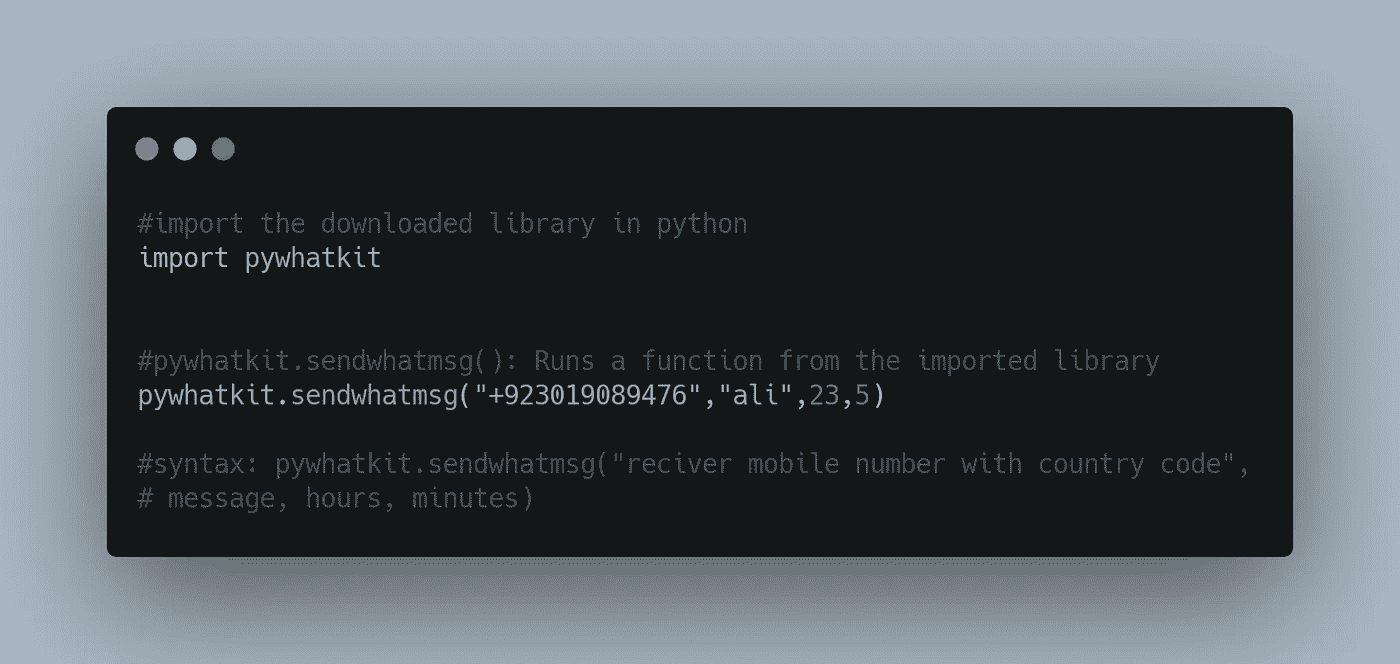 #import the downloaded library in python
import pywhatkit
#pywhatkit.sendwhatmsg(): Runs a function from the imported library
pywhatkit.sendwhatmsg("+923019089476","ali",23,5)
#syntax: pywhatkit.sendwhatmsg("reciver mobile number with country code",
# message, hours, minutes)